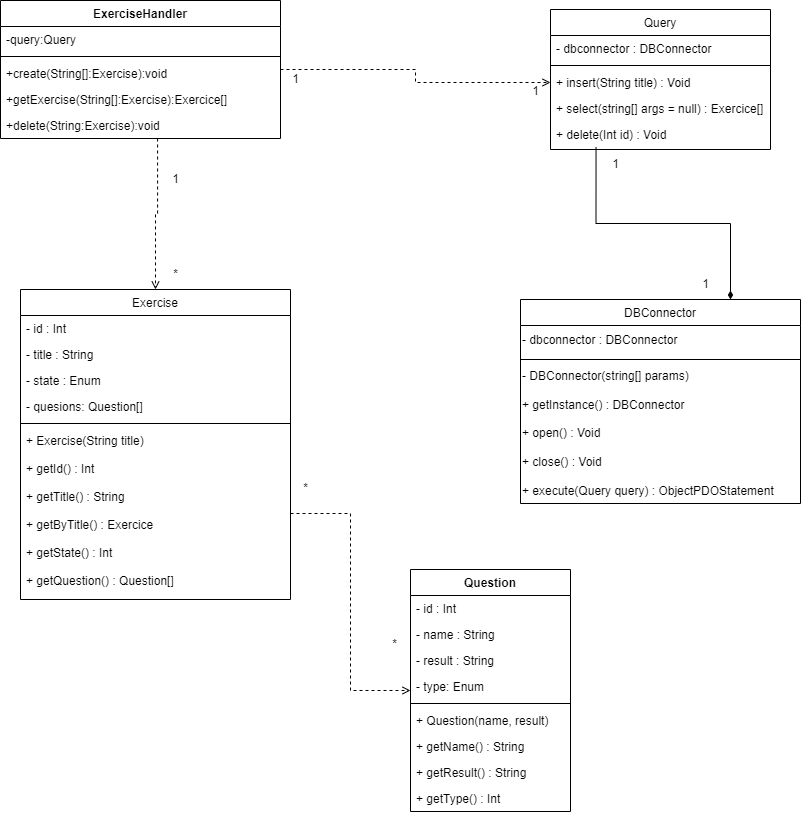 ExerciseHandler
-query:Query
+create(String[]:Exercise):void
+getExercise(String[]:Exercise):Exercice[]
+delete(String:Exercise):void
1
1
Query
- dbconnector : DBConnector
+ insert(String title) : Void
+ select(string[] args = null) : Exercice[]
+ delete(Int id) : Void
1
*
1
1
Exercise
- id : Int
- title : String
- state : Enum
- quesions: Question[]
+ Exercise(String title)
+ getId() : Int
+ getTitle() : String
+ getByTitle() : Exercice
+ getState() : Int
+ getQuestion() : Question[]
DBConnector
- dbconnector : DBConnector
- DBConnector(string[] params)
+ getInstance() : DBConnector
+ open() : Void
+ close() : Void
+ execute(Query query) : ObjectPDOStatement
*
*
Question
- id : Int
- name : String
- result : String
- type: Enum
+ Question(name, result)
+ getName() : String
+ getResult() : String
+ getType() : Int